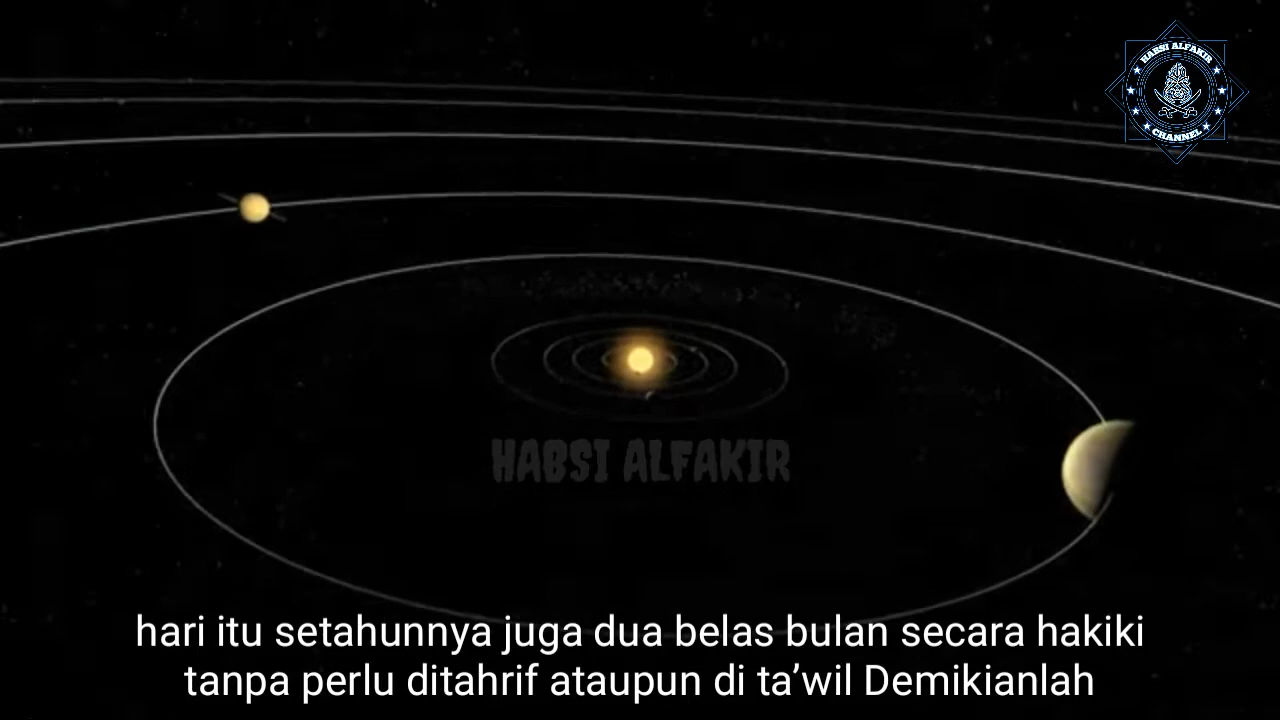 HABSI ALFAKIR
CHANNEL
HABSI ALFAKIR
hari itu setahunnya juga dua belas bulan secara hakiki
tanpa perlu ditahrif ataupun di ta’wil Demikianlah